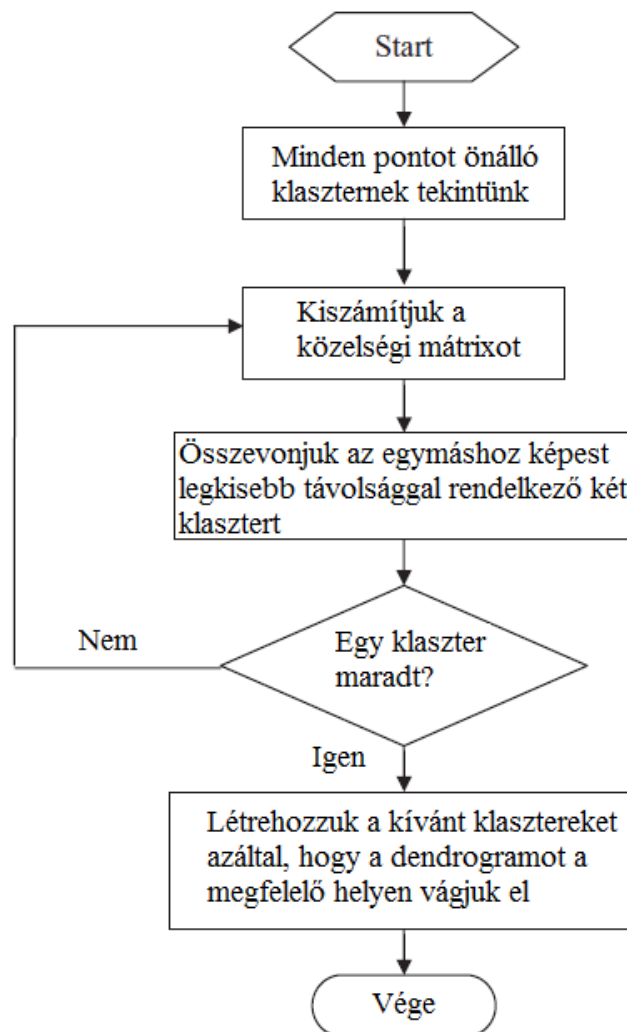 Start
Minden pontot önálló
klaszternek tekintünk
Kiszámítjuk a
közelségi mátrixot
Összevonjuk az egymáshoz képest
legkisebb távolsággal rendelkező két
klasztert
Nem
Egy klaszter
maradt?
Igen
Létrehozzuk a kívánt klasztereket
azáltal, hogy a dendrogramot a
megfelelő helyen vágjuk el
Vége